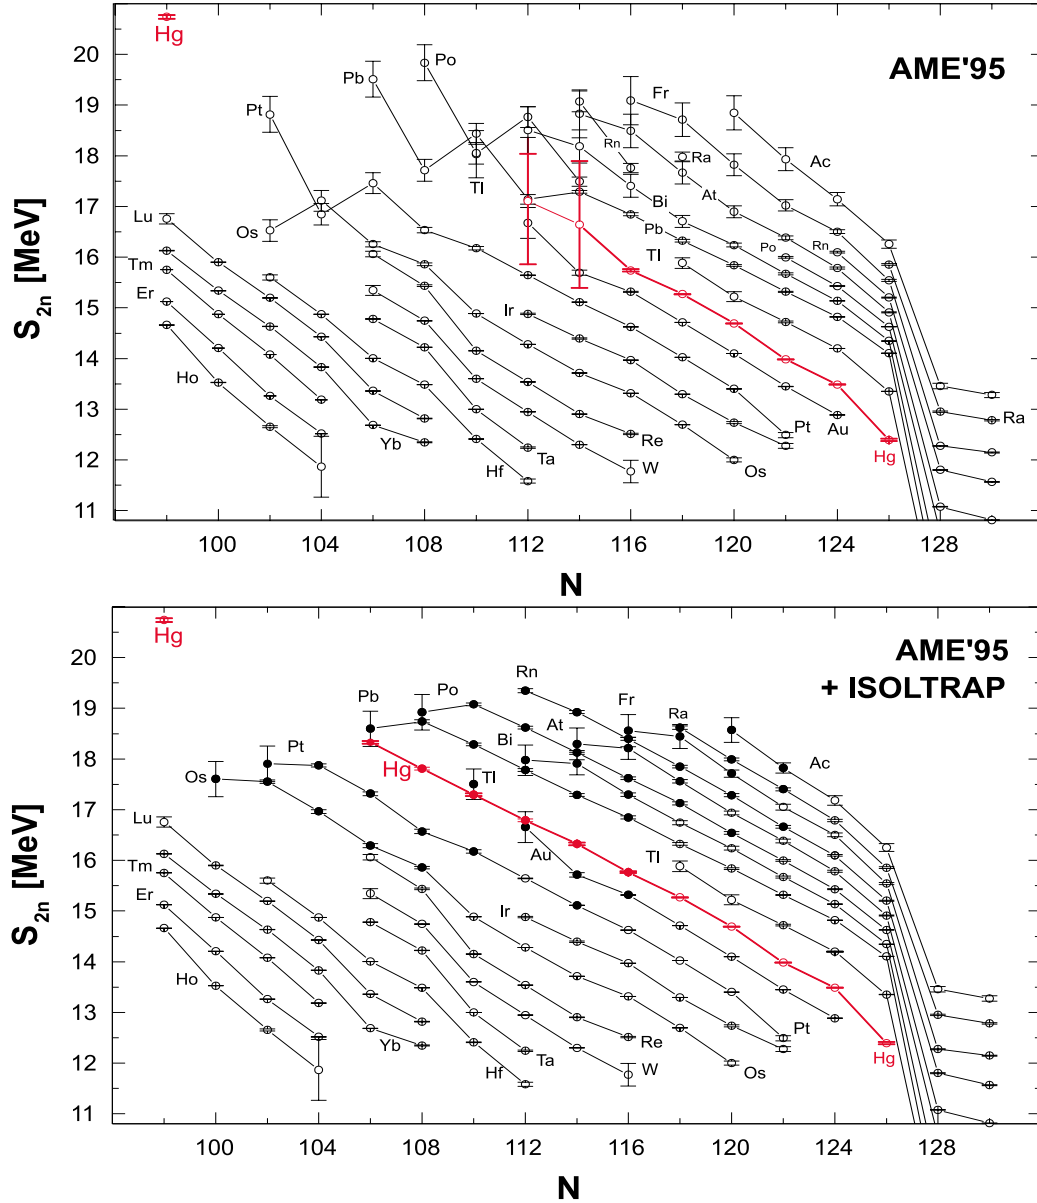 20
19
18
17
16
15
14
13
12
11
S2n [MeV]
AME'95
Hg
Pt
Pb
Po
Fr
Rn
Ra
Ac
Tl
At
Lu
Os
Bi
Pb
Tm
Tl
Po
Rn
Er
Ir
Ho
Yb
Hf
Ta
Re
W
Os
Pt
Au
Hg
Ra
100
104
108
112
116
120
124
128
N
20
19
18
17
16
15
14
13
12
11
S2n [MeV]
AME'95
+ ISOLTRAP
Hg
Rn
Pb
Po
Fr
Ra
At
Pt
Bi
Ac
Os
Hg
Tl
Lu
Au
Tl
Tm
Er
Ir
Ho
Yb
Hf
Ta
Re
W
Pt
Os
Hg
100
104
108
112
116
120
124
128
N